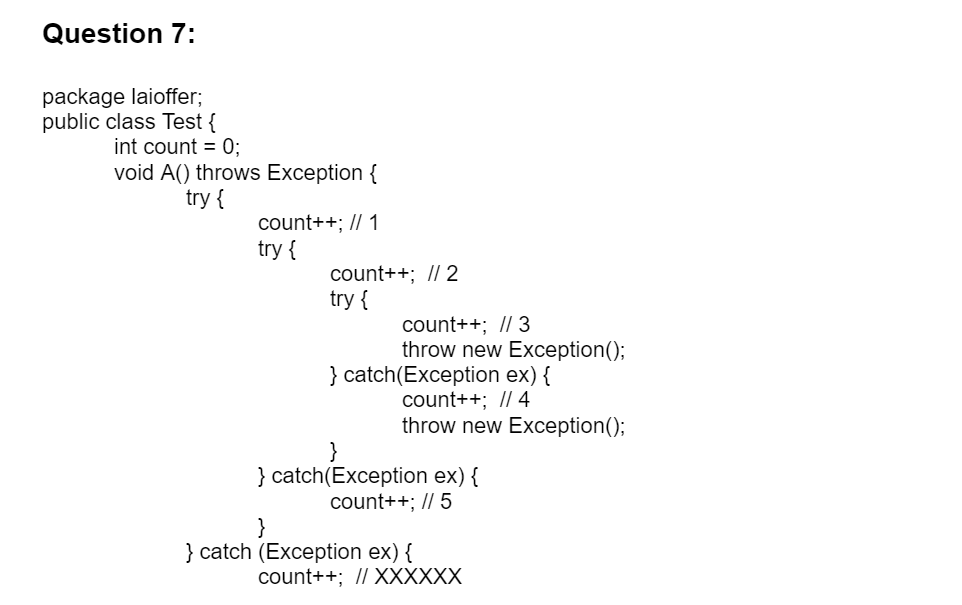 Question 7:
package laioffer;
public class Test {
int count = 0;
void A() throws Exception {
try {
count++; // 1
try {
count++;  // 2
try {
count++;  // 3
throw new Exception();
} catch(Exception ex) {
count++;  // 4
throw new Exception();
}
} catch(Exception ex) {
count++; // 5
}
} catch (Exception ex) {
count++;  // XXXXXX